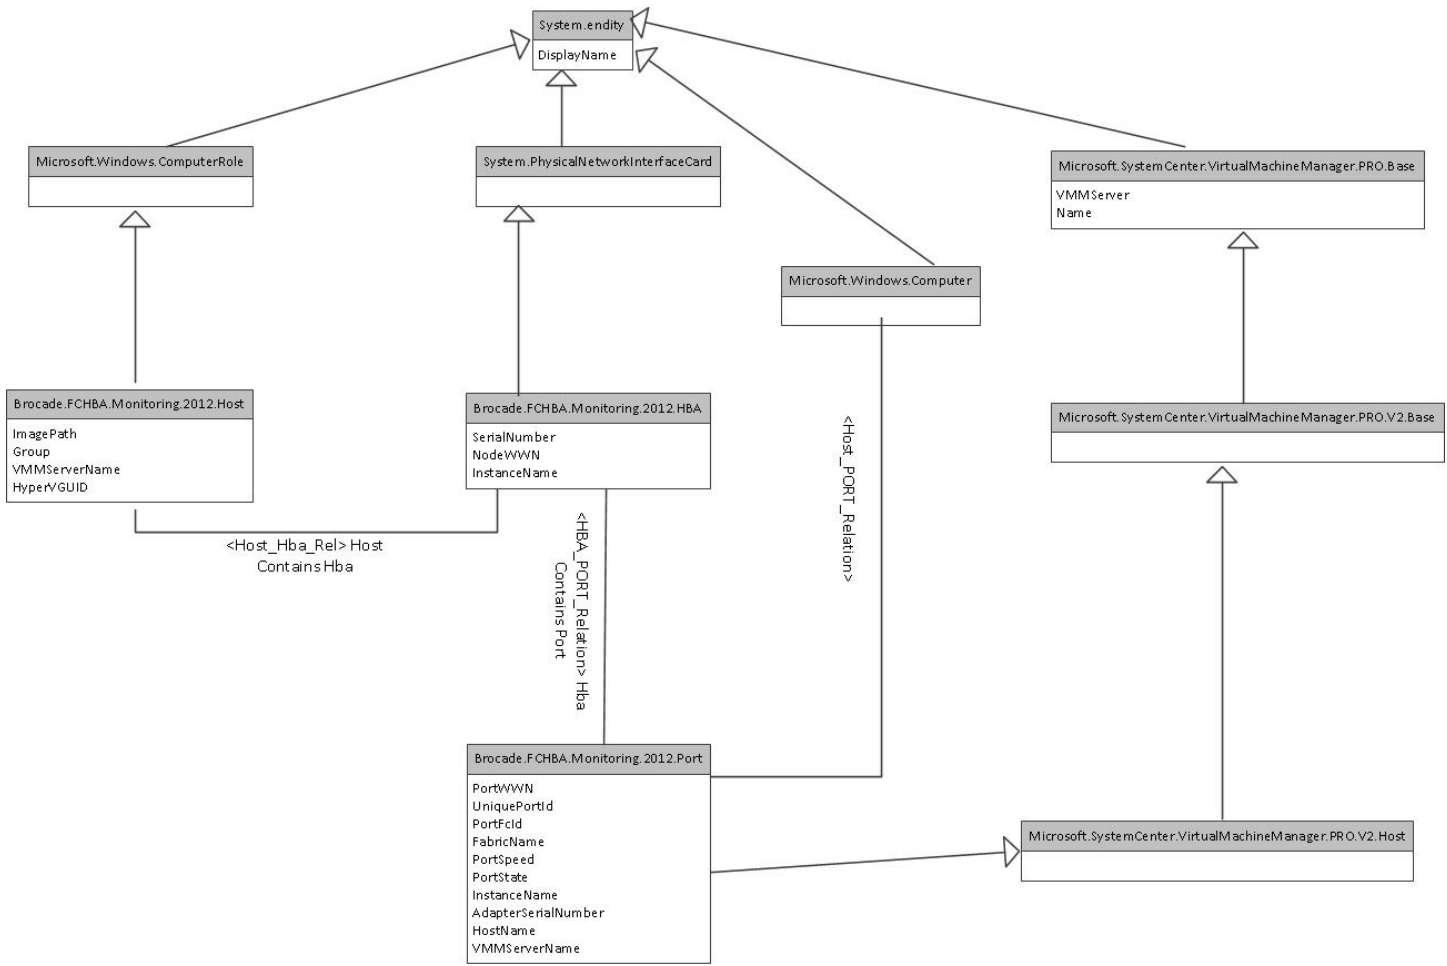 System.endity
DisplayName
Microsoft.Windows.ComputerRole
System.PhysicalNetworkInterfaceCard
Microsoft.SystemCenter.VirtualMachineManager.PRO.Base
VMMServer
Name
Microsoft.Windows.Computer
Brocade.FCHBA.Monitoring.2012.Host
ImagePath
Group
VMMServerName
HyperVGUID
Brocade.FCHBA.Monitoring.2012.HBA
SerialNumber
NodeWWN
InstanceName
Microsoft.SystemCenter.VirtualMachineManager.PRO.V2.Base
<Host_Hba_Rel> Host
Contains Hba
<HBA_PORT_Relation> Hba
Contains Port
<Host_PORT_Relation>
Brocade.FCHBA.Monitoring.2012.Port
PortWWN
UniquePortId
PortFcId
FabricName
PortSpeed
PortState
InstanceName
AdapterSerialNumber
HostName
VMMServerName
Microsoft.SystemCenter.VirtualMachineManager.PRO.V2.Host